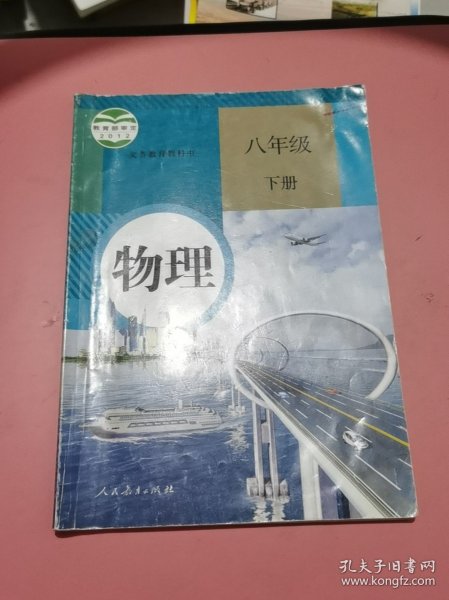 教育部审定
2012
义务教育教科书
八年级
下册
物理
人民教育出版社
孔夫子旧书网
www.kongfz.com